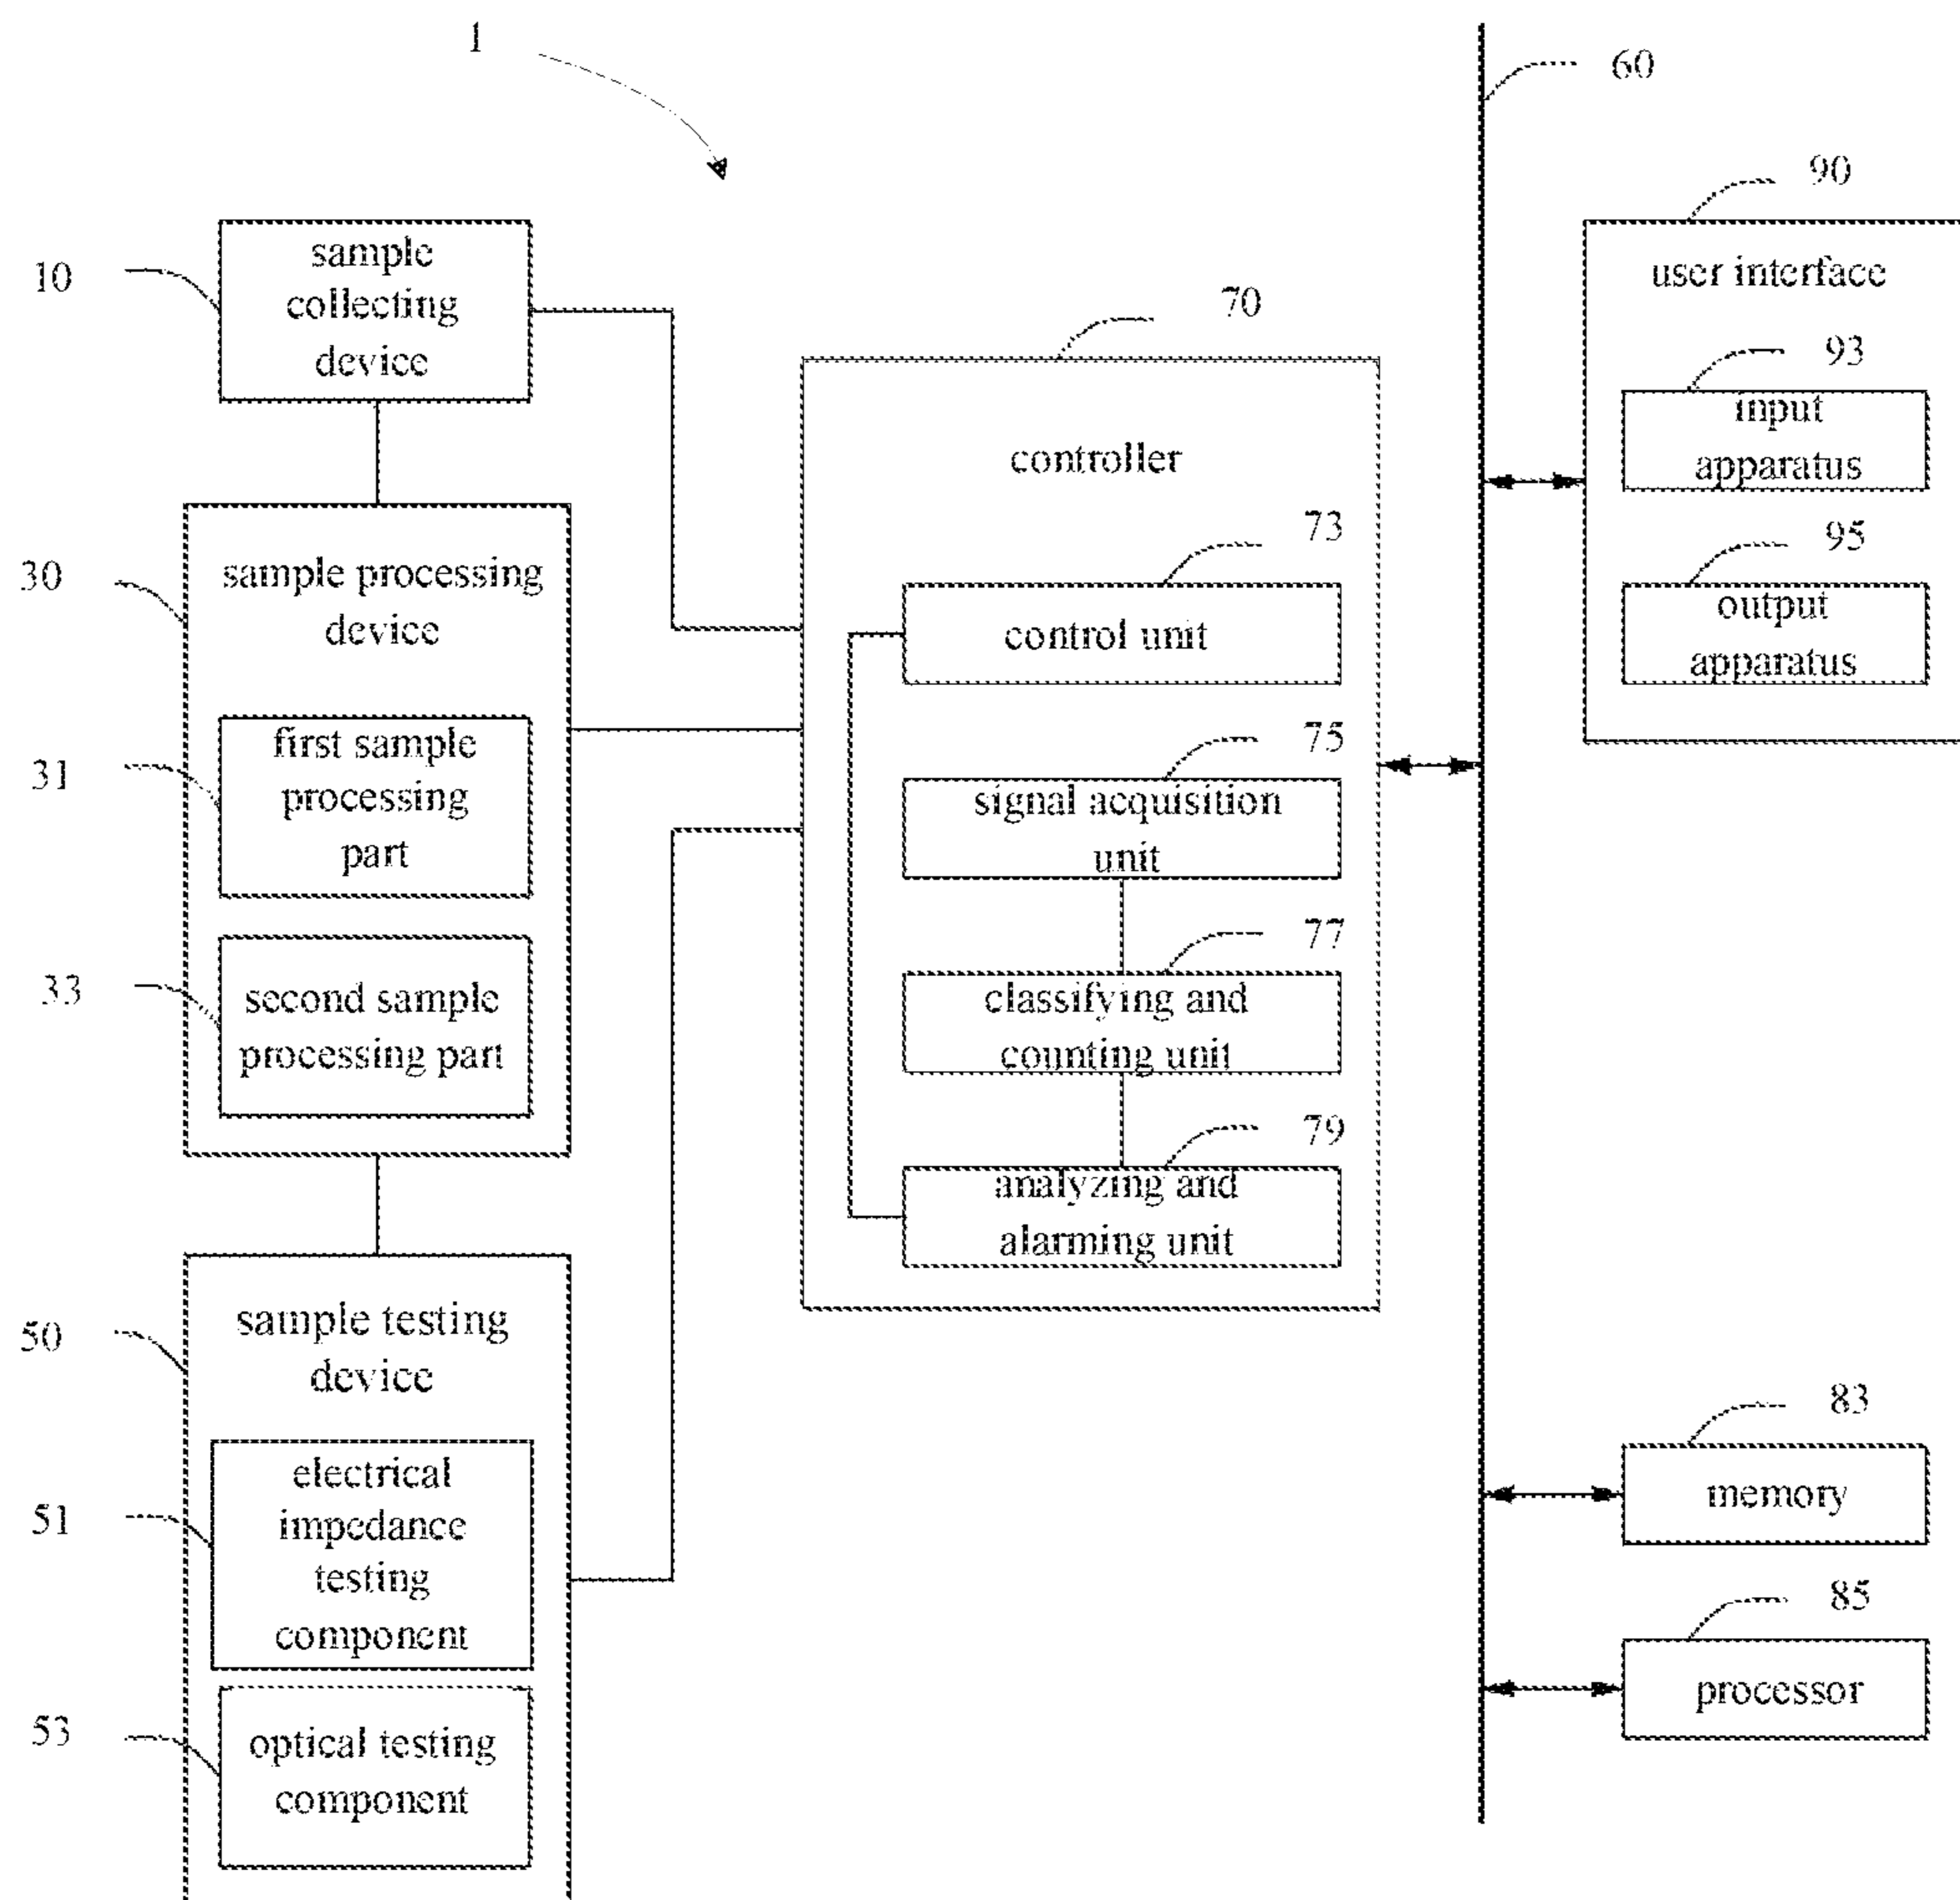 1
60
90
user interface
93
input
apparatus
95
output
apparatus
10
sample
collecting
device
70
controller
73
control unit
75
signal acquisition
unit
77
classifying and
counting unit
79
analyzing and
alarming unit
30
sample processing
device
31
first sample
processing
part
33
second sample
processing part
50
sample testing
device
51
electrical
impedance
testing
component
53
optical testing
component
83
memory
85
processor